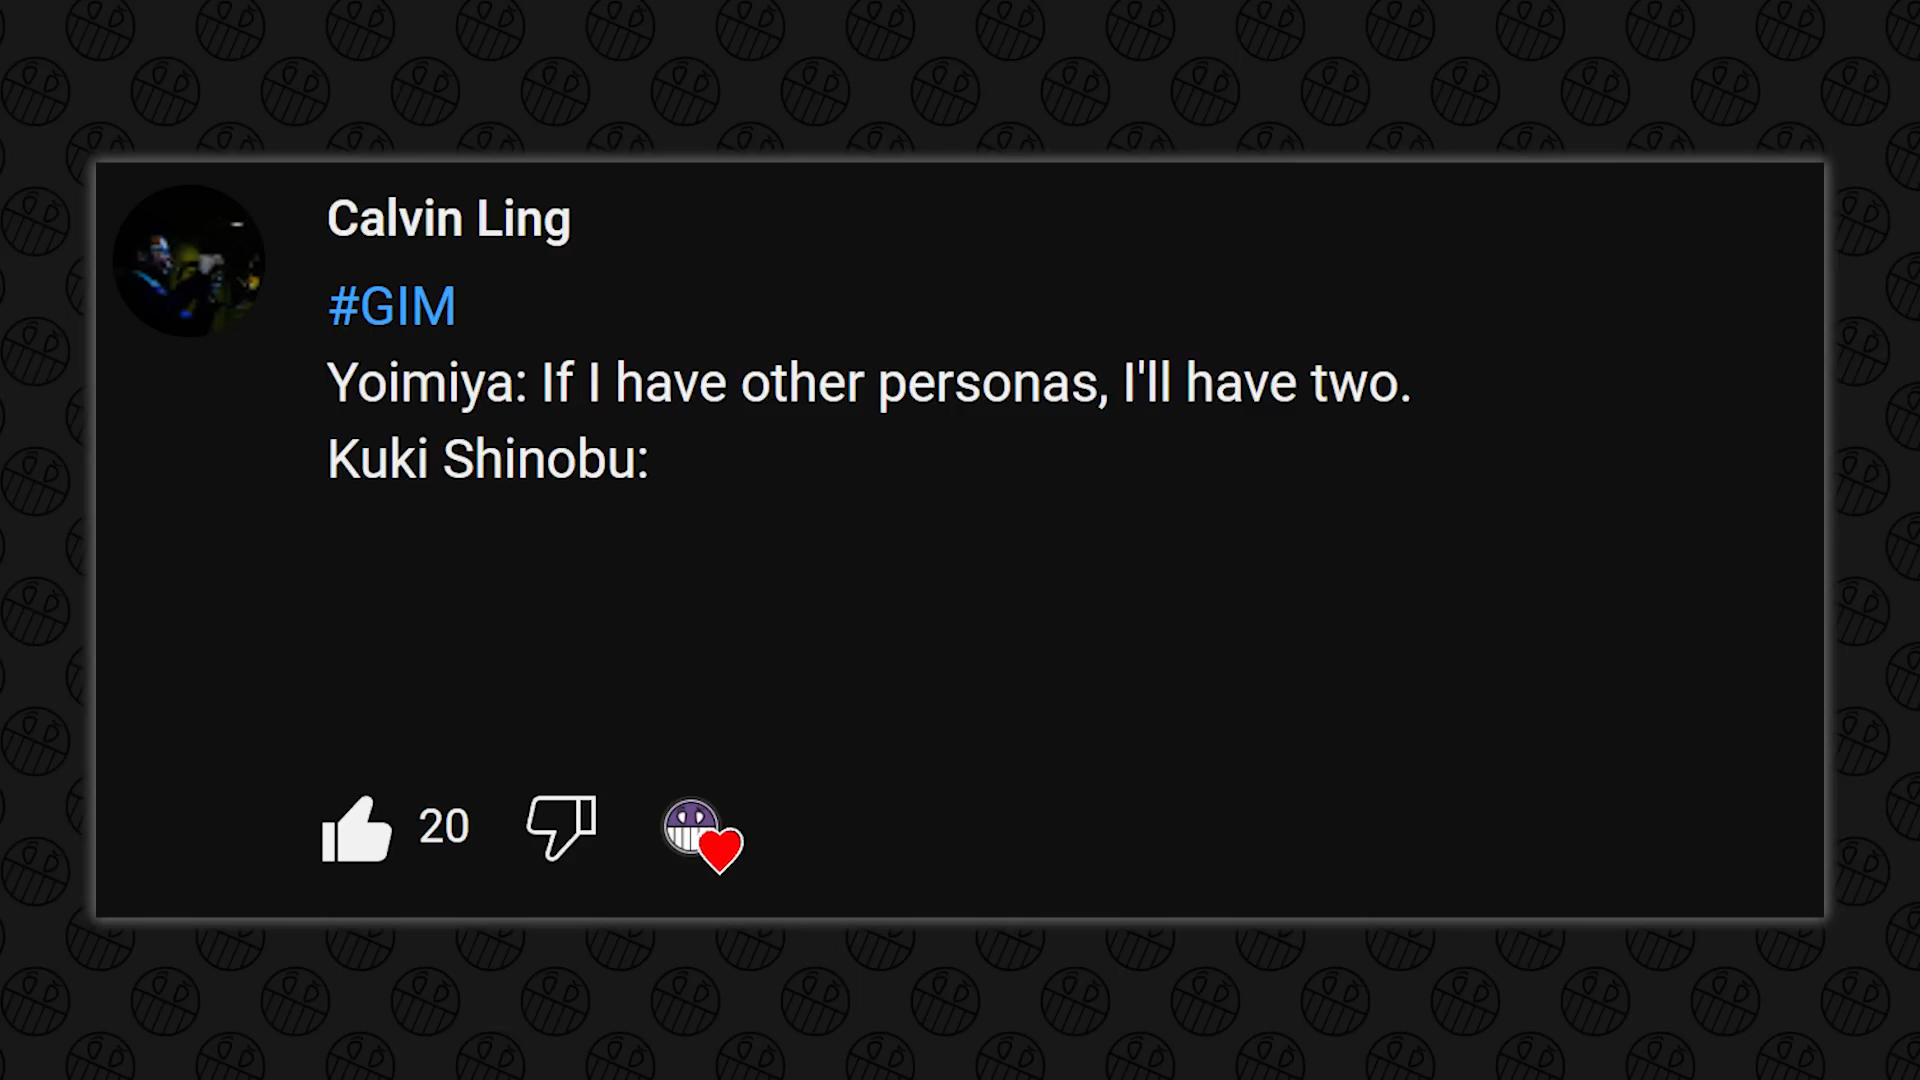 Calvin Ling
#GIM
Yoimiya: If I have other personas, I'll have two.
Kuki Shinobu:
20